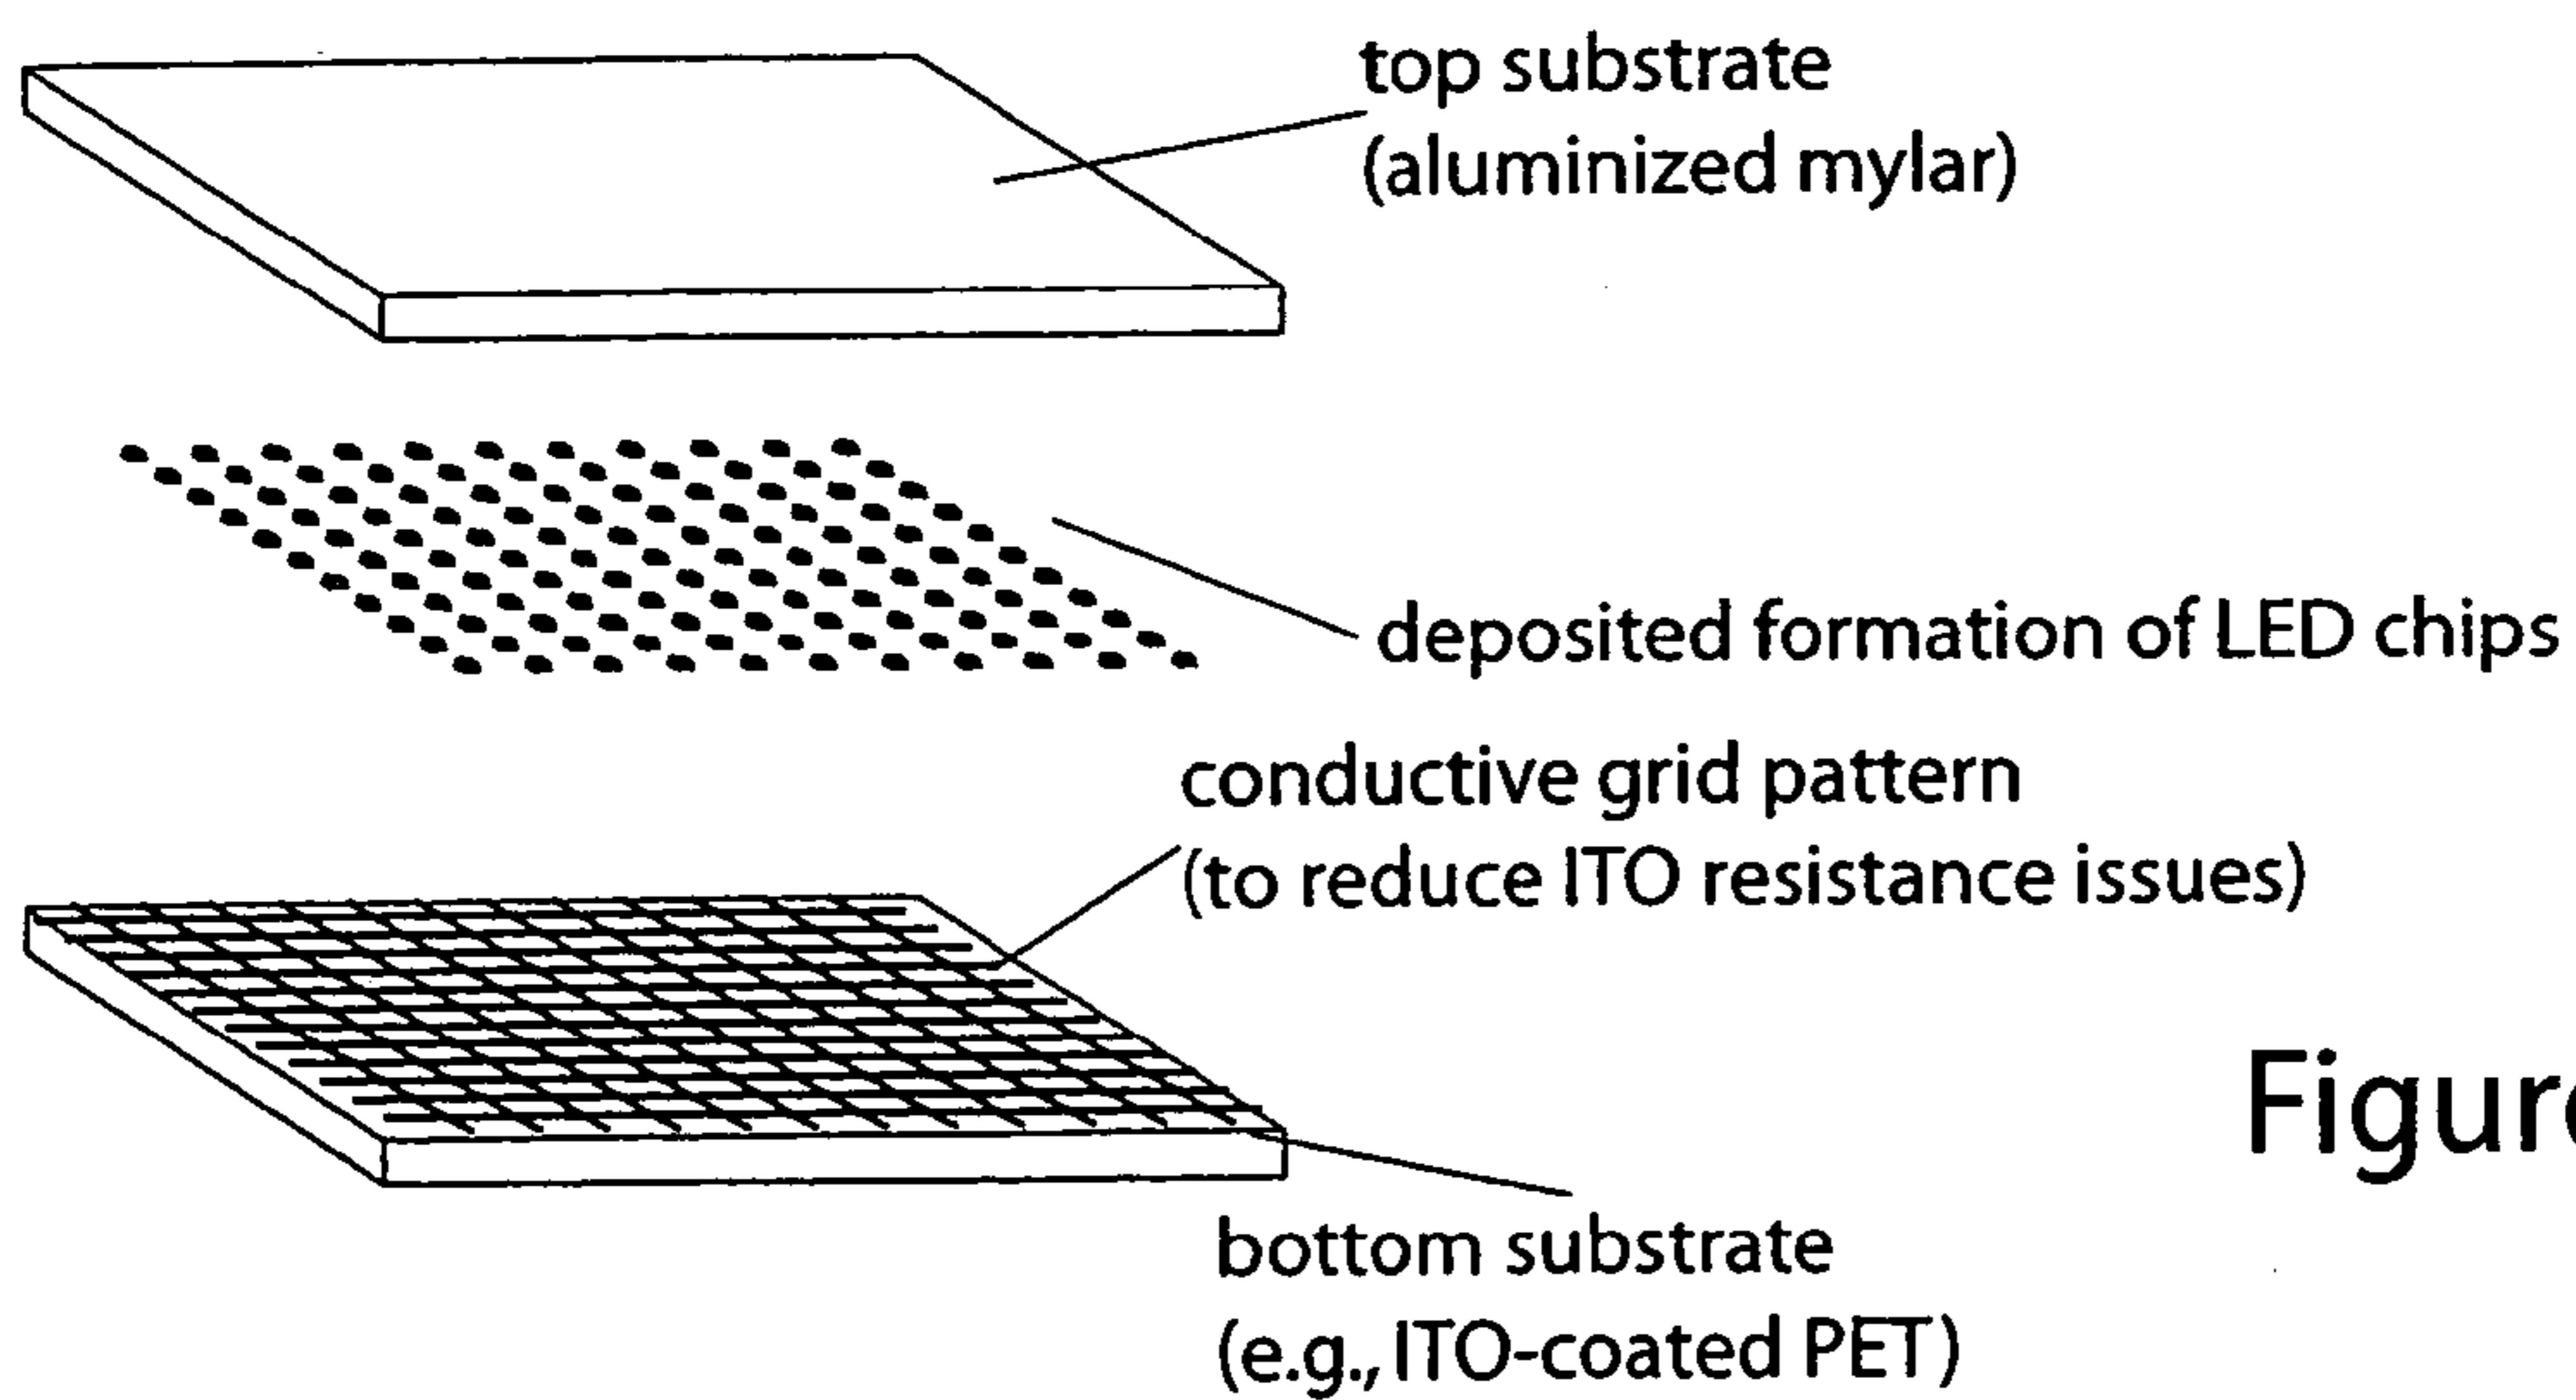 top substrate
(aluminized mylar)
deposited formation of LED chips
conductive grid pattern
(to reduce ITO resistance issues)
Figure
bottom substrate
(e.g., ITO-coated PET)